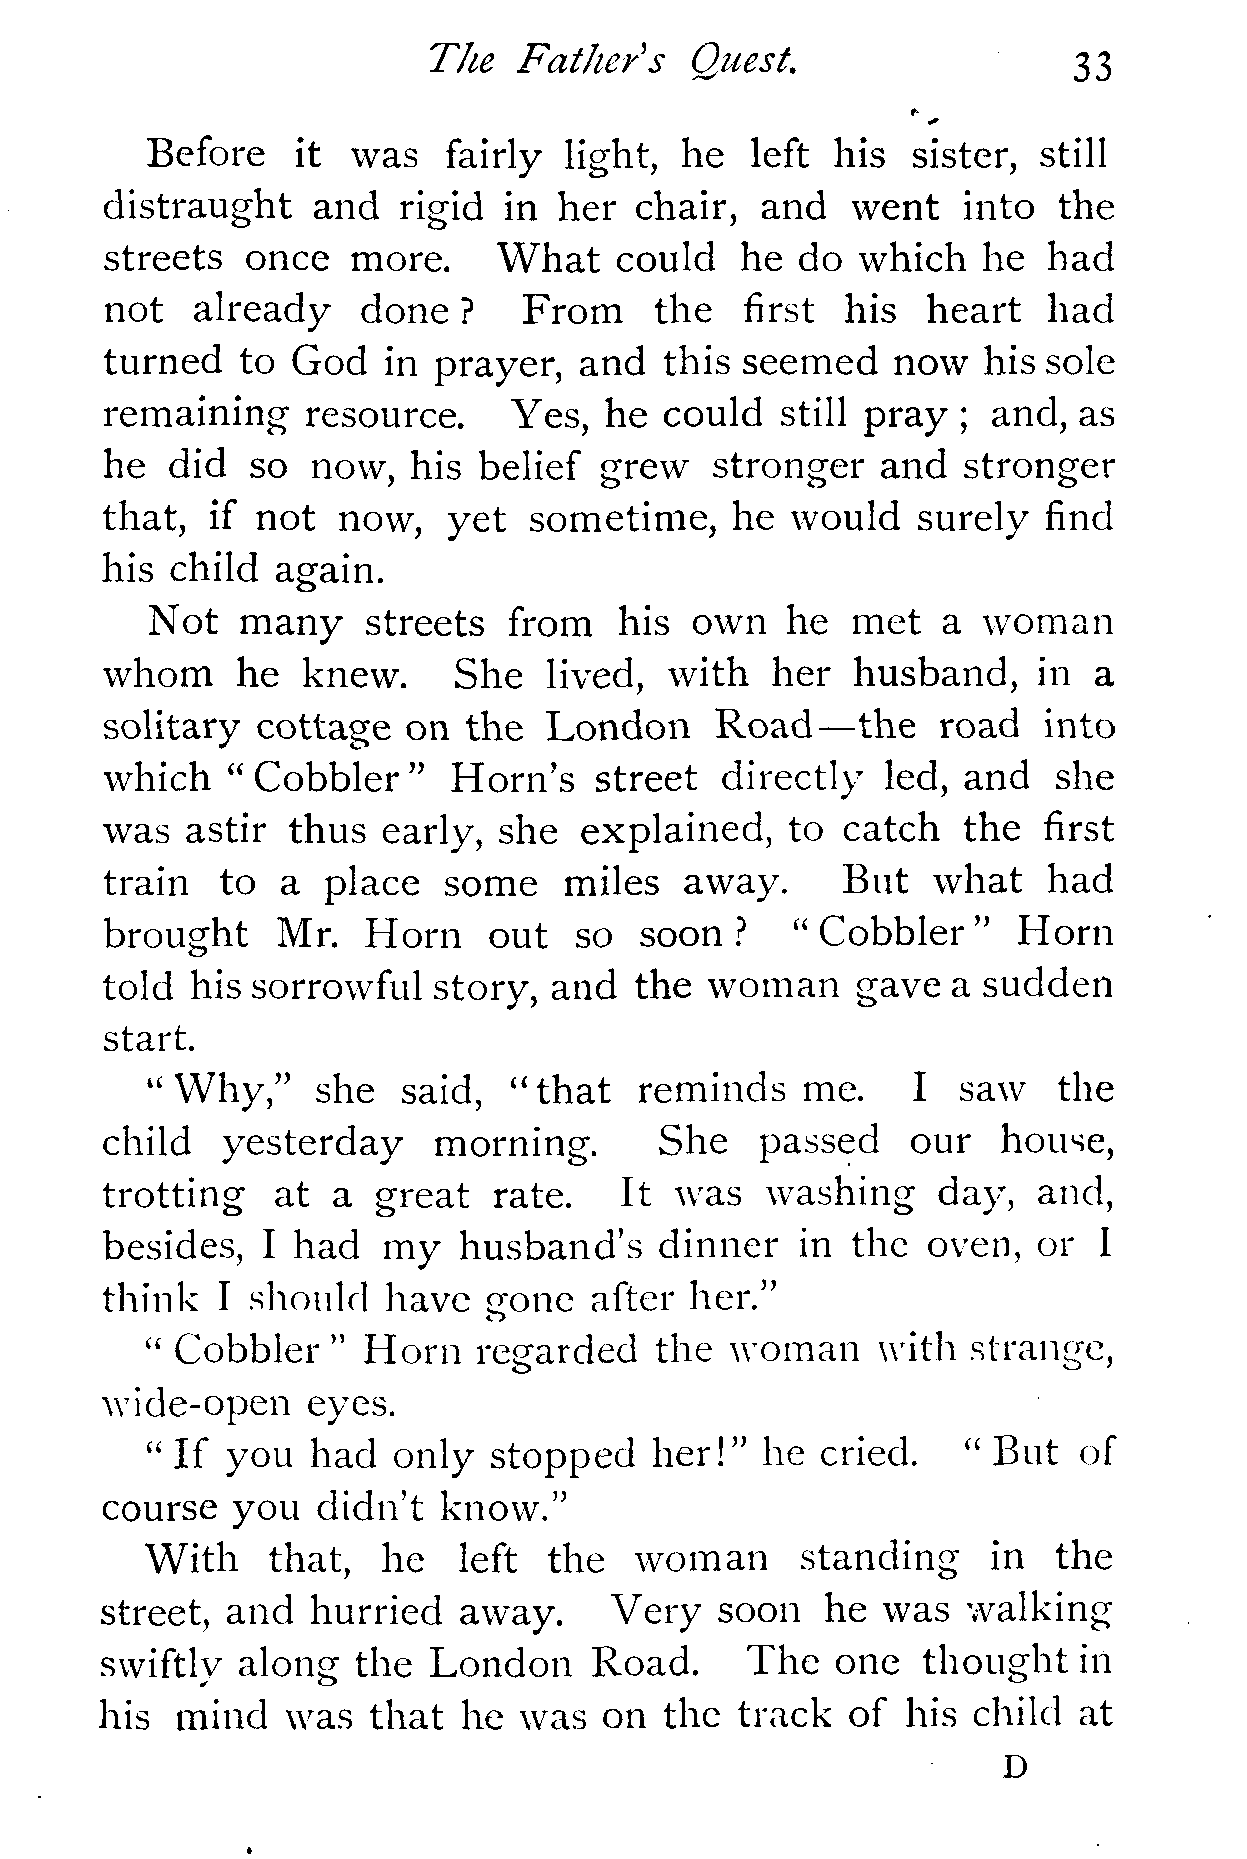 The Father's Quest. 33
Before it was fairly light, he left his sister, still
distraught and rigid in her chair, and went into the
streets once more. What could he do which he had
not already done? From the first his heart had
turned to God in prayer, and this seemed now his sole
remaining resource. Yes, he could still pray; and, as
he did so now, his belief grew stronger and stronger
that, if not now, yet sometime, he would surely find
his child again.
Not many streets from his own he met a woman
whom he knew. She lived, with her husband, in a
solitary cottage on the London Road—the road into
which "Cobbler" Horn's street directly led, and she
was astir thus early, she explained, to catch the first
train to a place some miles away. But what had
brought Mr. Horn out so soon? "Cobbler" Horn
told his sorrowful story, and the woman gave a sudden
start.
"Why," she said, "that reminds me. I saw the
child yesterday morning. She passed our house,
trotting at a great rate. It was washing day, and,
besides, I had my husband's dinner in the oven, or I
think I should have gone after her."
"Cobbler" Horn regarded the woman with strange,
wide-open eyes.
"If you had only stopped her!" he cried. "But of
course you didn't know."
With that, he left the woman standing in the
street, and hurried away. Very soon he was walking
swiftly along the London Road. The one thought in
his mind was that he was on the track of his child at
D